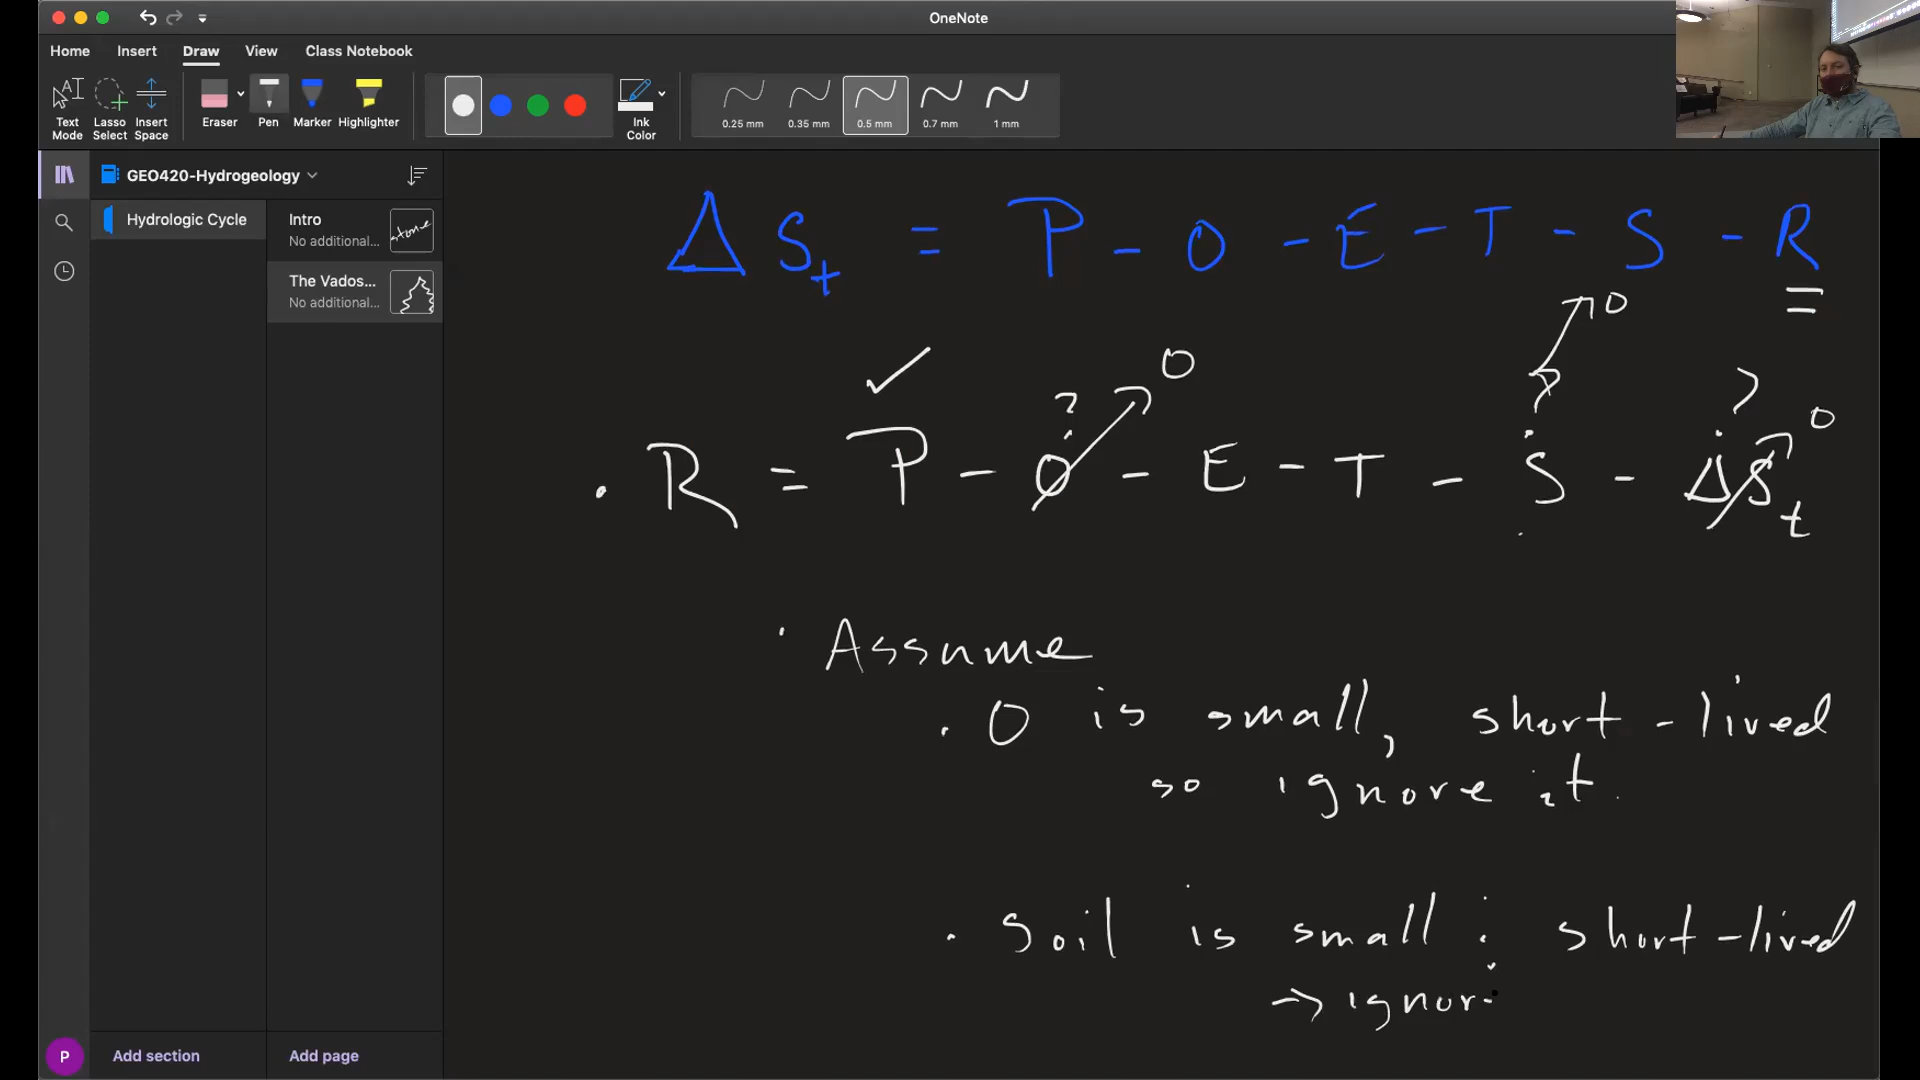 OneNote
Home Insert Draw View Class Notebook
Text Mode
Lasso Select
Insert Space
Eraser
Pen
Marker
Highlighter
Ink Color
0.25 mm
0.35 mm
0.5 mm
0.7 mm
1 mm
GEO420-Hydrogeology
Hydrologic Cycle
Intro
No additional...
The Vados...
No additional...
Δ S_t = P - O - E - T - S - R
0
✓ ? 0 ? ? 0
· R = P - O - E - T - S - ΔS_t
· Assume
· O is small, short-lived
so ignore it.
· Soil is small ; short-lived
→ ignor
P
Add section
Add page